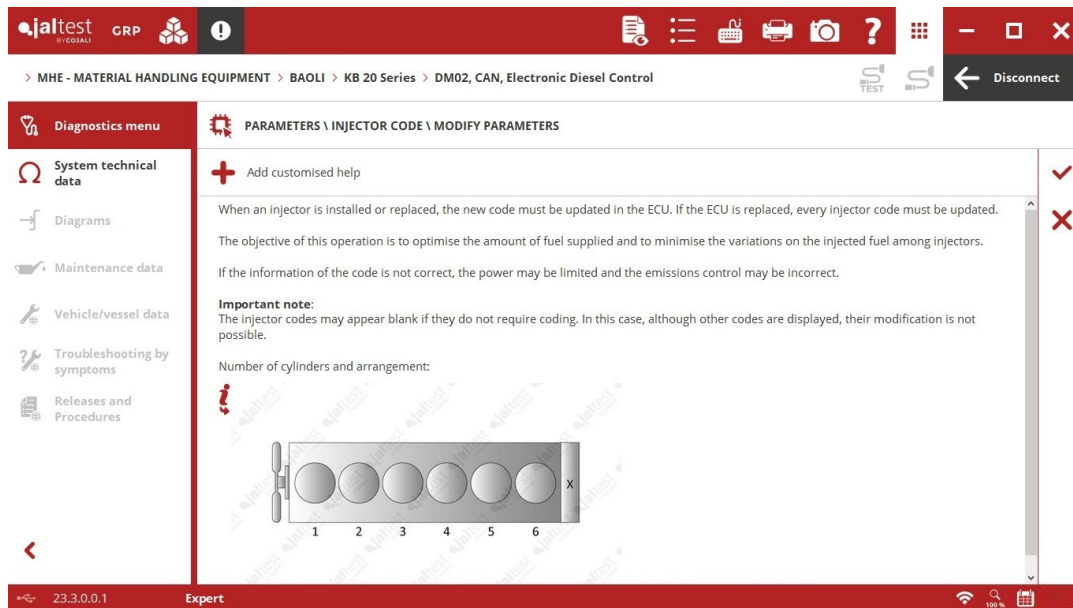 jaltest GRP
BY COJALI
> MHE - MATERIAL HANDLING EQUIPMENT > BAOLI > KB 20 Series > DM02, CAN, Electronic Diesel Control
TEST
Disconnect
Diagnostics menu
PARAMETERS \ INJECTOR CODE \ MODIFY PARAMETERS
System technical
data
Diagrams
Maintenance data
Vehicle/vessel data
Troubleshooting by
symptoms
Releases and
Procedures
Add customised help
When an injector is installed or replaced, the new code must be updated in the ECU. If the ECU is replaced, every injector code must be updated.
The objective of this operation is to optimise the amount of fuel supplied and to minimise the variations on the injected fuel among injectors.
If the information of the code is not correct, the power may be limited and the emissions control may be incorrect.
Important note:
The injector codes may appear blank if they do not require coding. In this case, although other codes are displayed, their modification is not
possible.
Number of cylinders and arrangement:
X
1 2 3 4 5 6
23.3.0.0.1 Expert
100 %